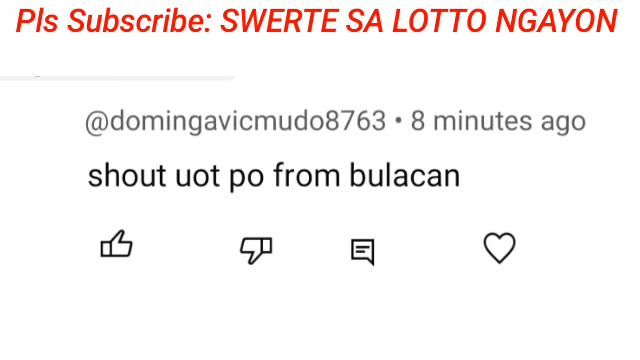 Pls Subscribe: SWERTE SA LOTTO NGAYON
@domingavicmudo8763 • 8 minutes ago
shout uot po from bulacan